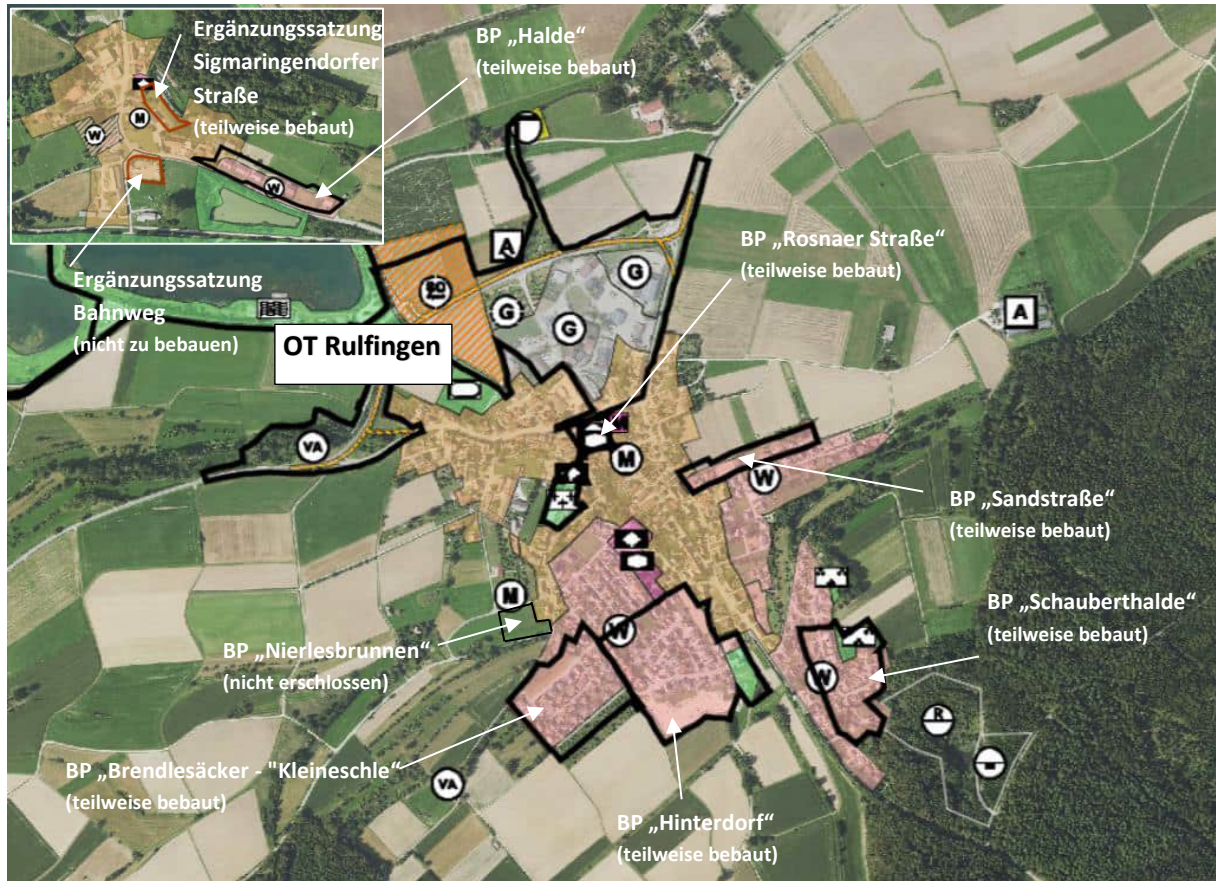 Ergänzungssatzung
Sigmaringendorfer
Straße
(teilweise bebaut)
BP „Halde“
(teilweise bebaut)
M
W
W
Ergänzungssatzung
Bahnweg
(nicht zu bebauen)
OT Rulfingen
BP „Rosnaer Straße“
(teilweise bebaut)
A
SO
G
G
G
A
VA
M
W
BP „Sandstraße“
(teilweise bebaut)
M
W
BP „Nierlesbrunnen“
(nicht erschlossen)
BP „Schauberthalde“
(teilweise bebaut)
W
R
BP „Brendlesäcker - "Kleineschle“
(teilweise bebaut)
VA
BP „Hinterdorf“
(teilweise bebaut)